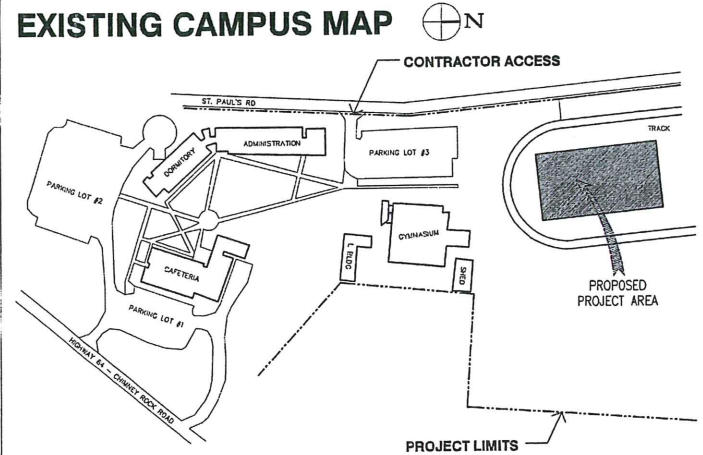 EXISTING CAMPUS MAP
N
CONTRACTOR ACCESS
ST. PAUL'S RD
TRACK
ADMINISTRATION
DORMITORY
PARKING LOT #3
PARKING LOT #2
GYMNASIUM
L BLDG
SHED
CAFETERIA
PROPOSED
PROJECT AREA
PARKING LOT #1
HIGHWAY 64 - CHIMNEY ROCK ROAD
PROJECT LIMITS